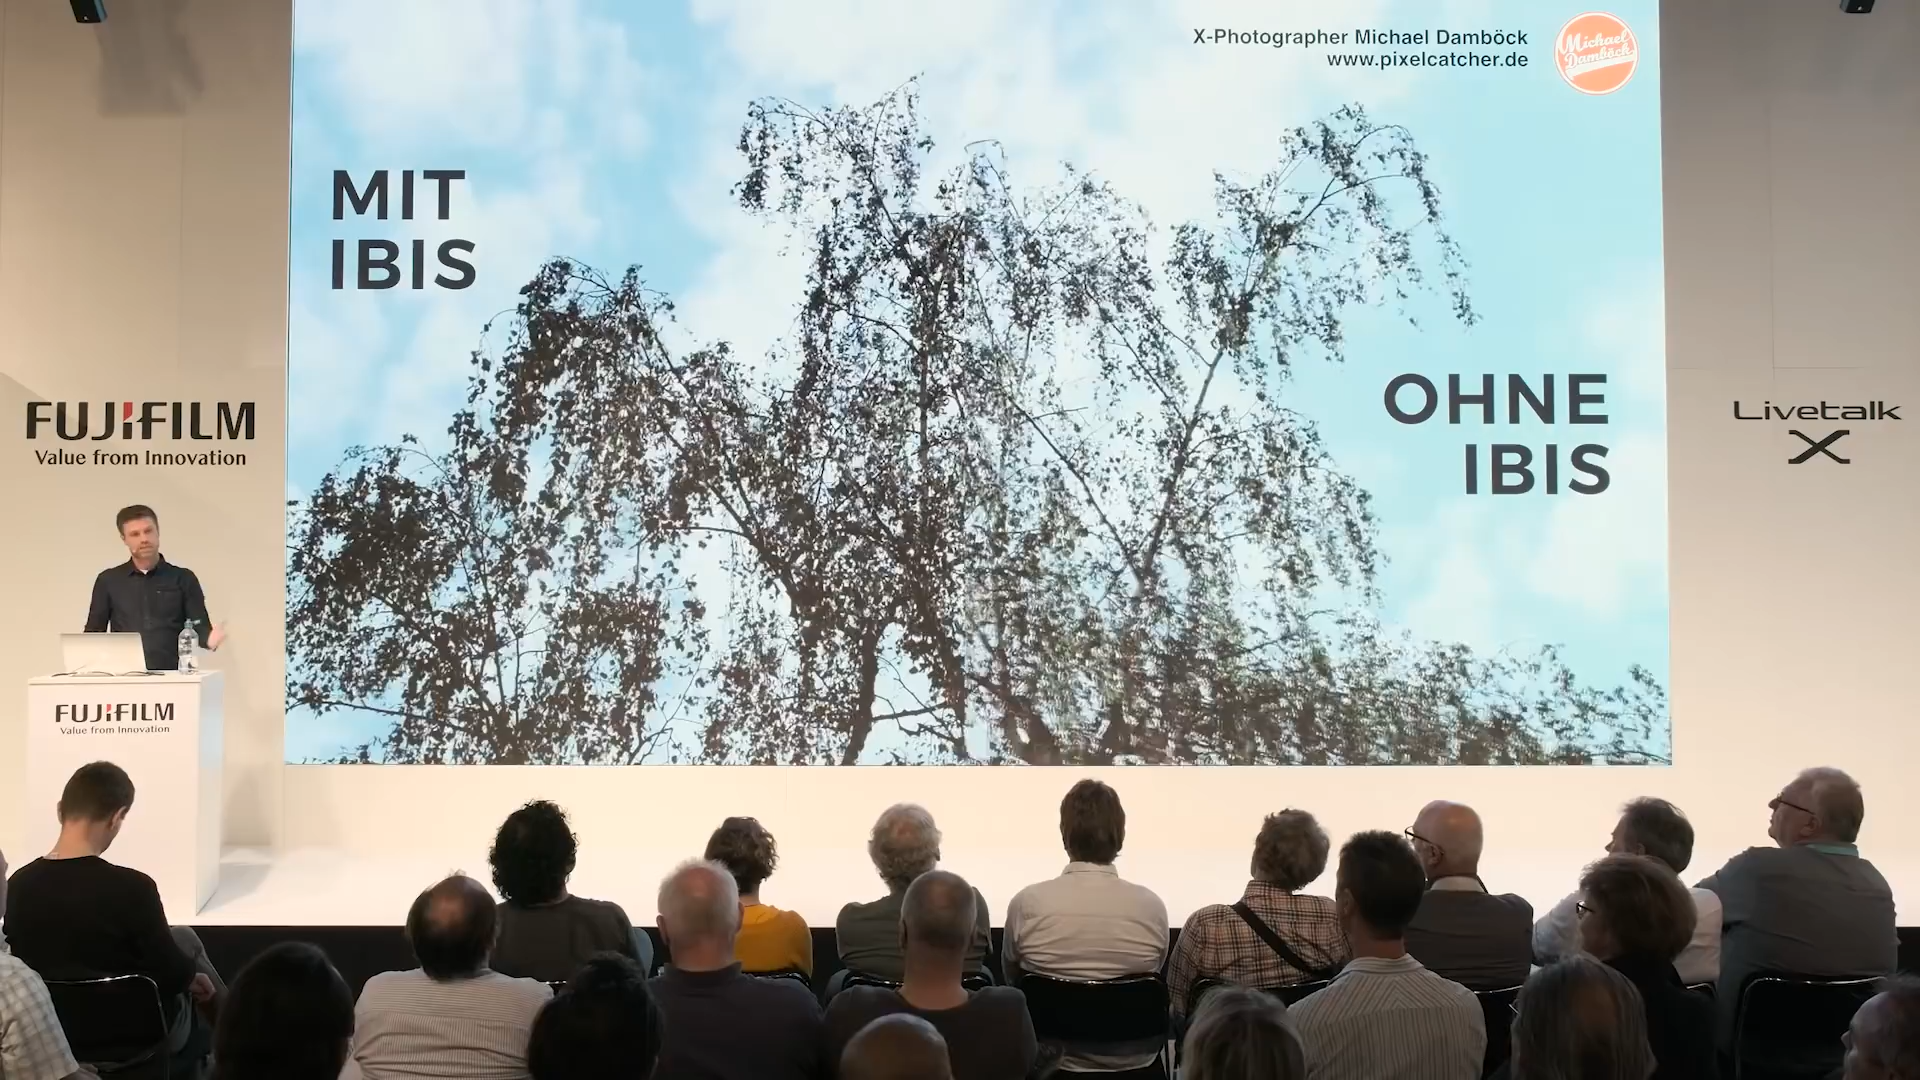 X-Photographer Michael Damböck
www.pixelcatcher.de
Michael
Damböck
MIT
IBIS
OHNE
IBIS
FUJIFILM
Value from Innovation
Livetalk
X
FUJIFILM
Value from Innovation